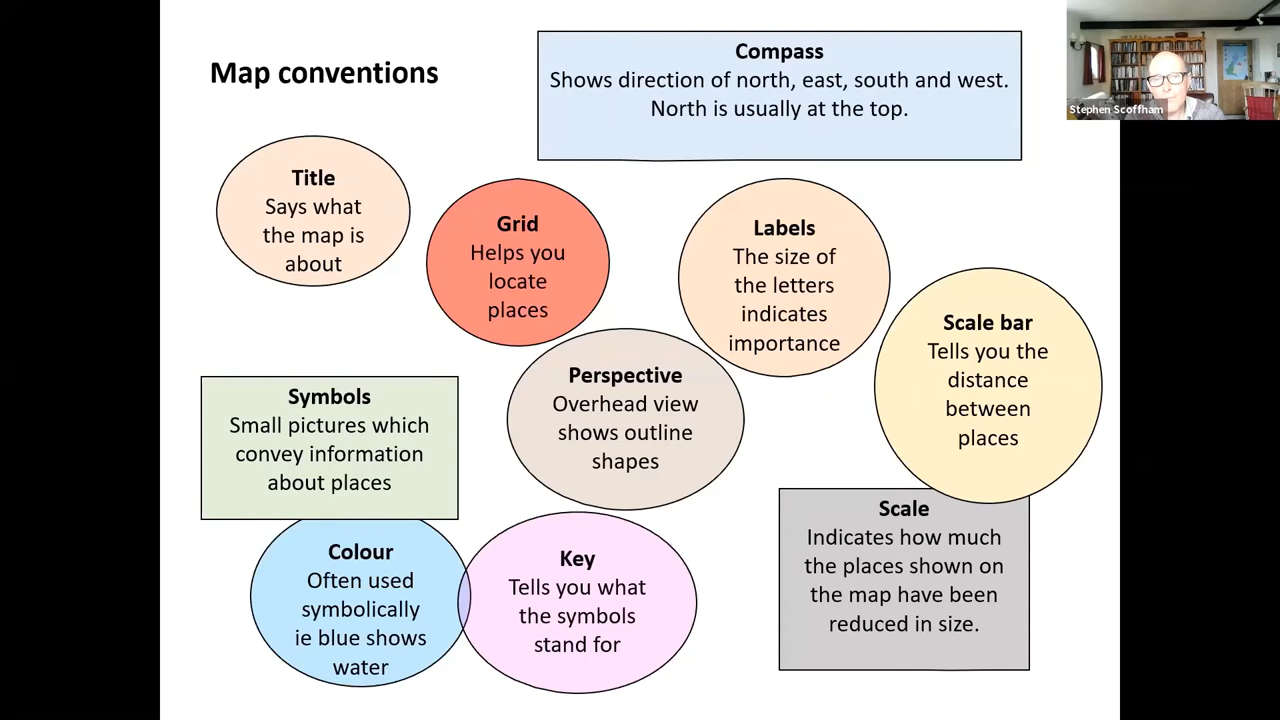 Map conventions
Compass
Shows direction of north, east, south and west.
North is usually at the top.
Stephen Scoffham
Title
Says what
the map is
about
Grid
Helps you
locate
places
Labels
The size of
the letters
indicates
importance
Scale bar
Tells you the
distance
between
places
Symbols
Small pictures which
convey information
about places
Perspective
Overhead view
shows outline
shapes
Scale
Indicates how much
the places shown on
the map have been
reduced in size.
Colour
Often used
symbolically
ie blue shows
water
Key
Tells you what
the symbols
stand for